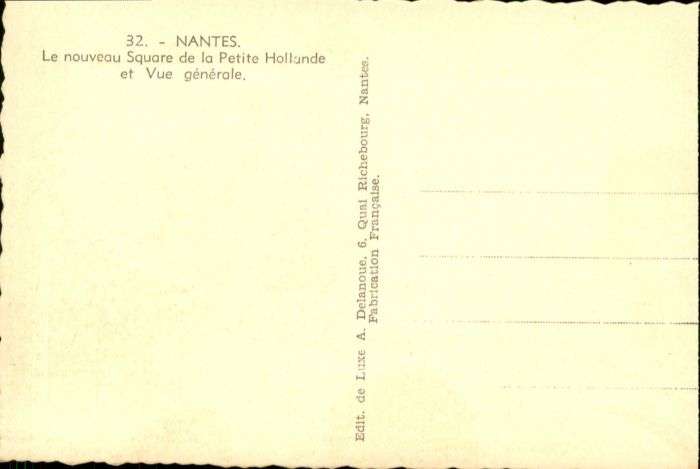 32. - NANTES.
Le nouveau Square de la Petite Hollande
et Vue générale.
Edit. de Luxe A. Delanoue. 6, Quai Richebourg, Nantes.
Fabrication Française.